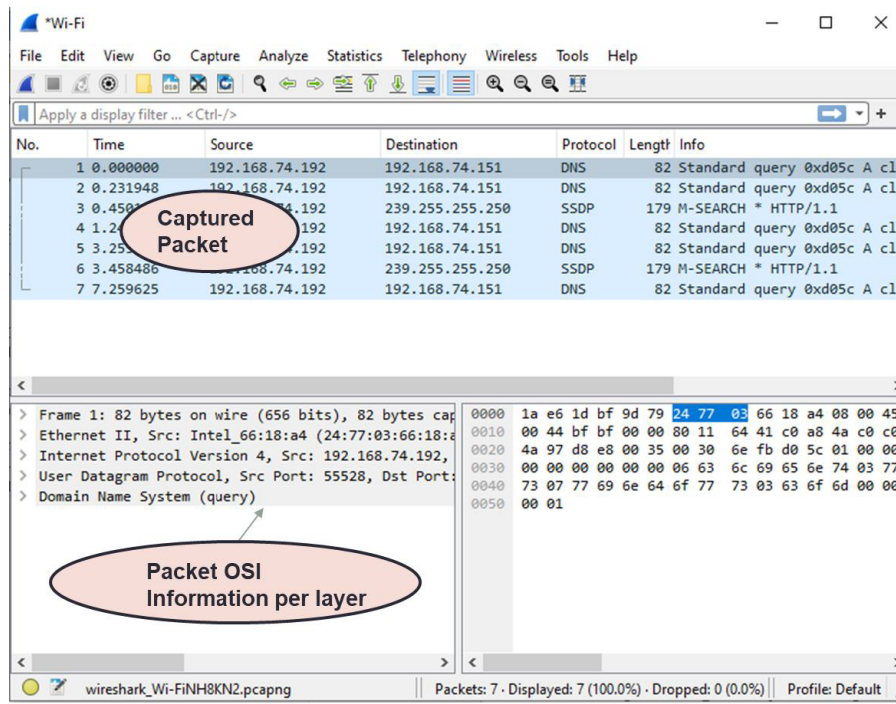 *Wi-Fi
File Edit View Go Capture Analyze Statistics Telephony Wireless Tools Help
Apply a display filter ... <Ctrl-/>
No. Time Source Destination Protocol Length Info
1 0.000000 192.168.74.192 192.168.74.151 DNS 82 Standard query 0xd05c A cl
2 0.231948 192.168.74.192 192.168.74.151 DNS 82 Standard query 0xd05c A cl
3 0.450 .192 239.255.255.250 SSDP 179 M-SEARCH * HTTP/1.1
4 1.24 .192 192.168.74.151 DNS 82 Standard query 0xd05c A cl
5 3.25 .192 192.168.74.151 DNS 82 Standard query 0xd05c A cl
6 3.458486 192.168.74.192 239.255.255.250 SSDP 179 M-SEARCH * HTTP/1.1
7 7.259625 192.168.74.192 192.168.74.151 DNS 82 Standard query 0xd05c A cl
Captured
Packet
Frame 1: 82 bytes on wire (656 bits), 82 bytes cap
Ethernet II, Src: Intel_66:18:a4 (24:77:03:66:18:a
Internet Protocol Version 4, Src: 192.168.74.192,
User Datagram Protocol, Src Port: 55528, Dst Port:
Domain Name System (query)
Packet OSI
Information per layer
0000 1a e6 1d bf 9d 79 24 77 03 66 18 a4 08 00 45
0010 00 44 bf bf 00 00 80 11 64 41 c0 a8 4a c0 c0
0020 4a 97 d8 e8 00 35 00 30 6e fb d0 5c 01 00 00
0030 00 00 00 00 00 00 06 63 6c 69 65 6e 74 03 77
0040 73 07 77 69 6e 64 6f 77 73 03 63 6f 6d 00 00
0050 00 01
wireshark_Wi-FiNH8KN2.pcapng
Packets: 7 · Displayed: 7 (100.0%) · Dropped: 0 (0.0%)
Profile: Default